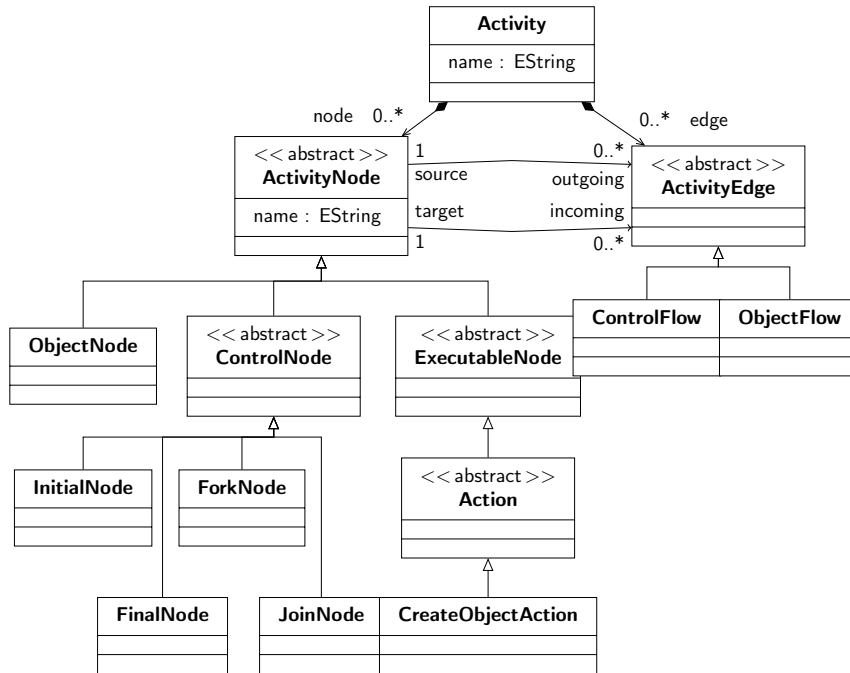 Activity
name : EString
node 0..*
0..* edge
<< abstract >>
ActivityNode
name : EString
1
source
0..*
outgoing
target
1
incoming
0..*
<< abstract >>
ActivityEdge
ObjectNode
<< abstract >>
ControlNode
<< abstract >>
ExecutableNode
ControlFlow
ObjectFlow
InitialNode
ForkNode
<< abstract >>
Action
FinalNode
JoinNode
CreateObjectAction